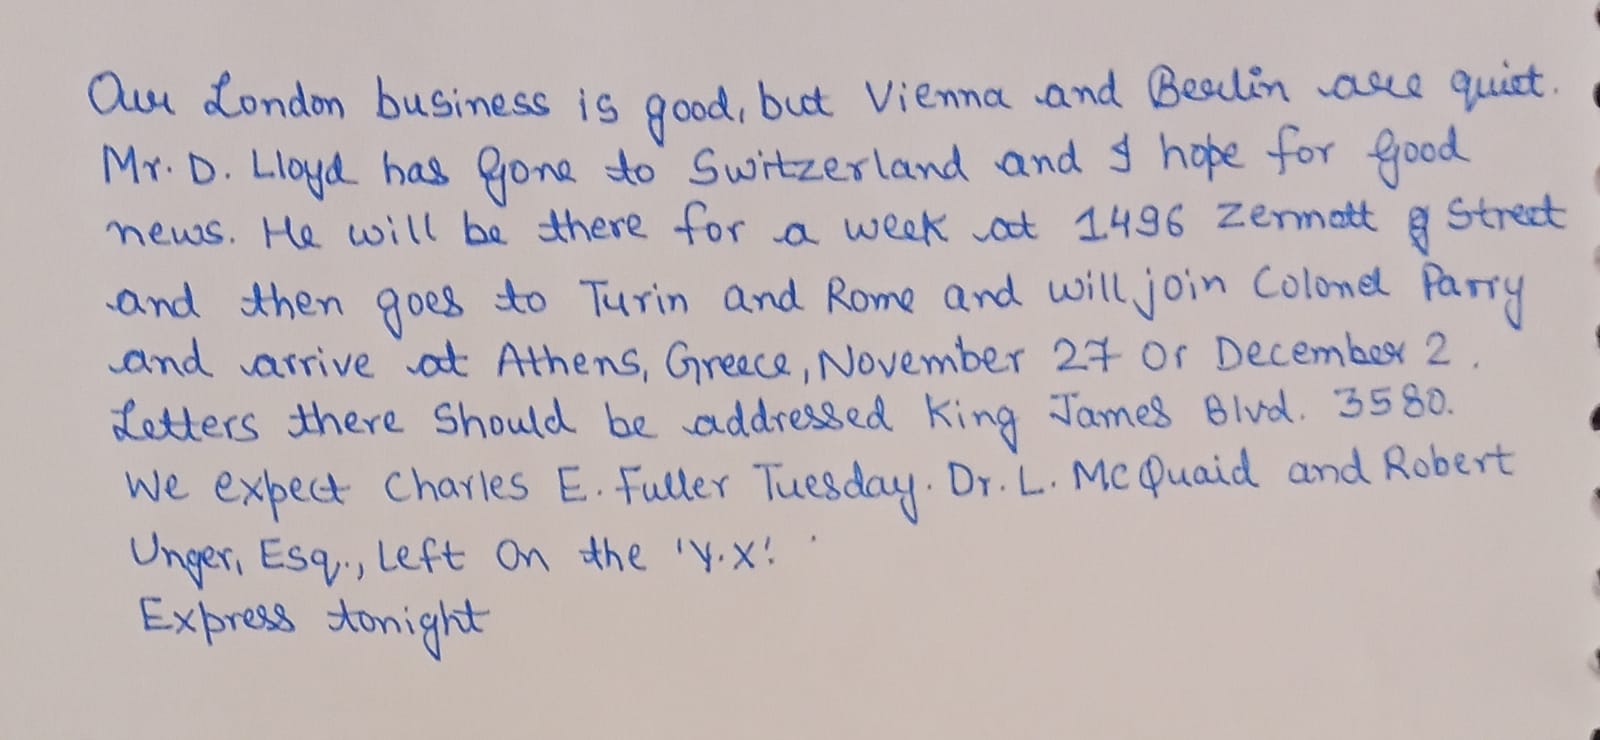 Our London business is good, but Vienna and Berlin are quiet.
Mr. D. Lloyd has gone to Switzerland and I hope for good
news. He will be there for a week at 1496 Zermatt Street
and then goes to Turin and Rome and will join Colonel Parry
and arrive at Athens, Greece, November 27 or December 2.
Letters there Should be addressed King James Blvd. 3580.
We expect Charles E. Fuller Tuesday. Dr. L. McQuaid and Robert
Unger, Esq., Left on the 'Y.X.'
Express tonight